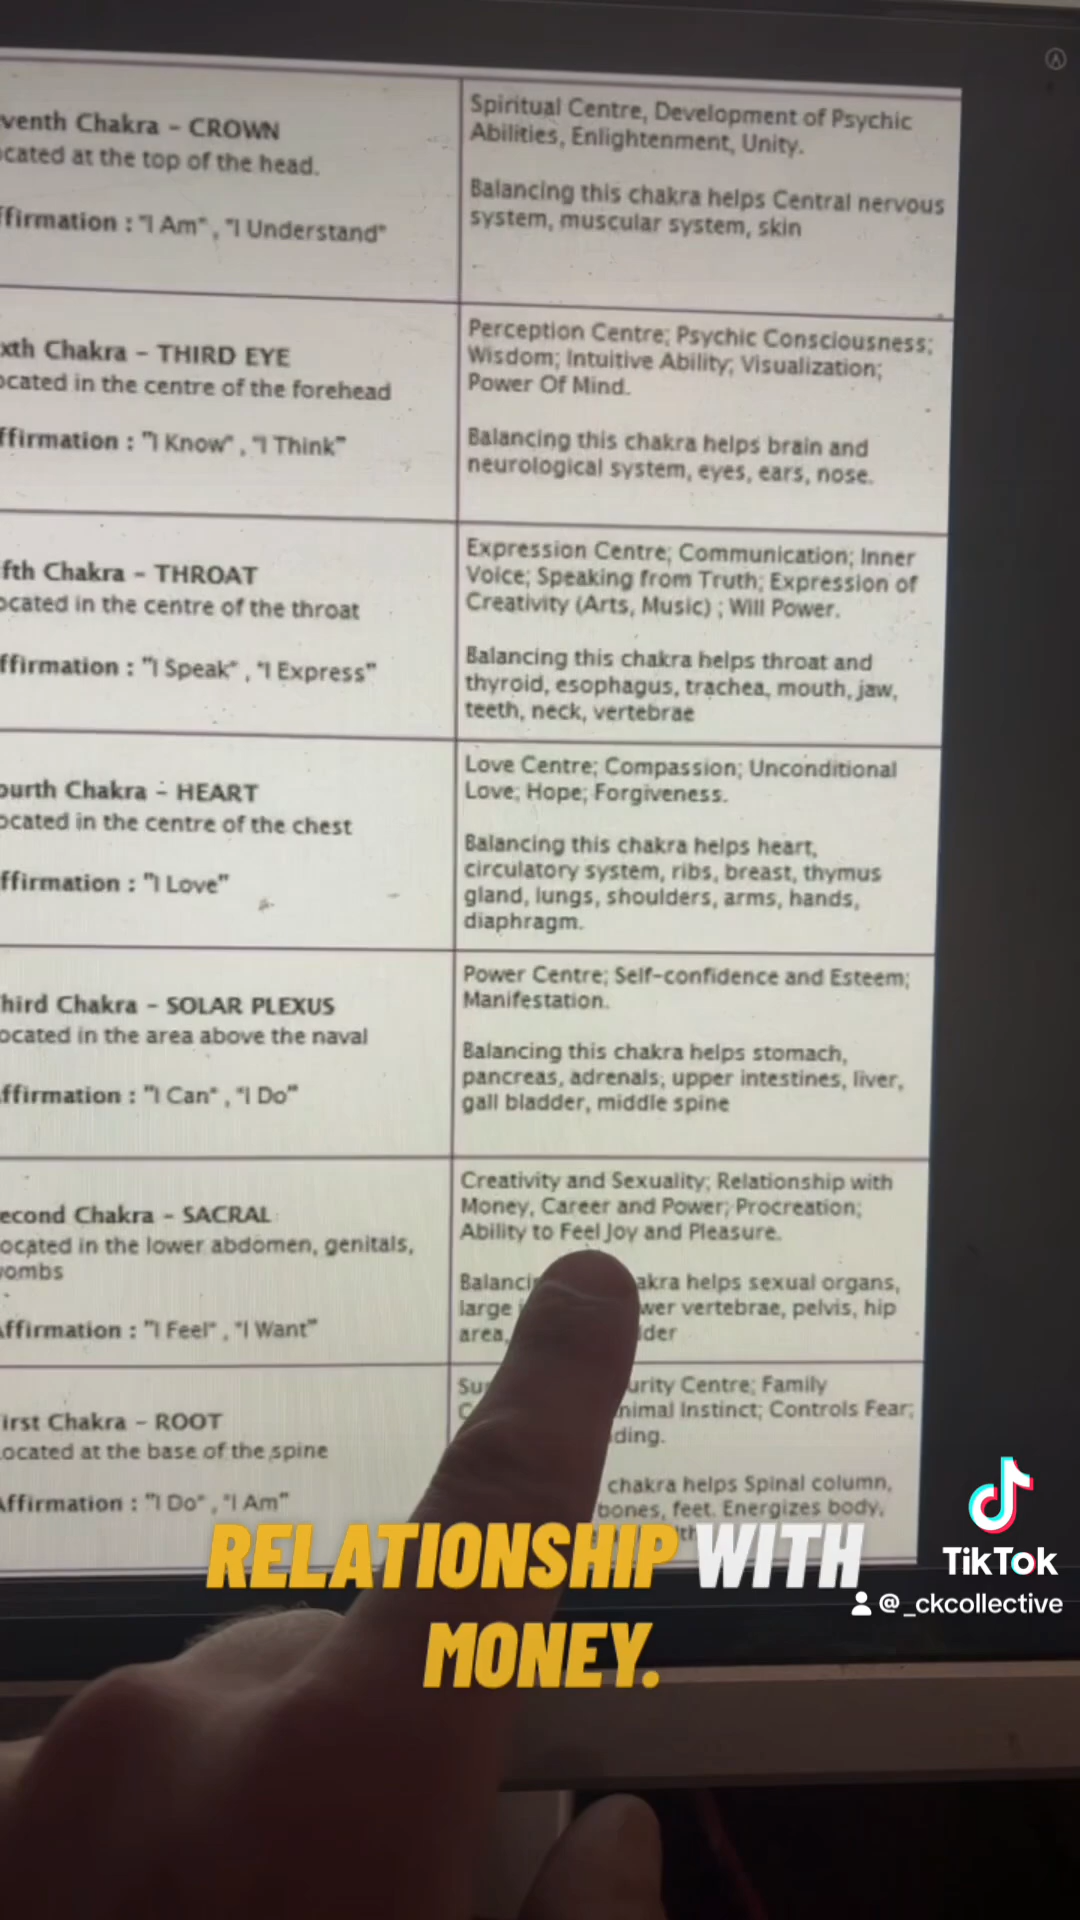 venth Chakra - CROWN
cated at the top of the head.
ffirmation : "I Am" , "I Understand"
Spiritual Centre, Development of Psychic
Abilities, Enlightenment, Unity.
Balancing this chakra helps Central nervous
system, muscular system, skin
xth Chakra - THIRD EYE
ocated in the centre of the forehead
ffirmation : "I Know" , "I Think"
Perception Centre; Psychic Consciousness;
Wisdom; Intuitive Ability; Visualization;
Power Of Mind.
Balancing this chakra helps brain and
neurological system, eyes, ears, nose.
fth Chakra - THROAT
ocated in the centre of the throat
ffirmation : "I Speak" , "I Express"
Expression Centre; Communication; Inner
Voice; Speaking from Truth; Expression of
Creativity (Arts, Music) ; Will Power.
Balancing this chakra helps throat and
thyroid, esophagus, trachea, mouth, jaw,
teeth, neck, vertebrae
ourth Chakra - HEART
ocated in the centre of the chest
ffirmation : "I Love"
Love Centre; Compassion; Unconditional
Love; Hope; Forgiveness.
Balancing this chakra helps heart,
circulatory system, ribs, breast, thymus
gland, lungs, shoulders, arms, hands,
diaphragm.
hird Chakra - SOLAR PLEXUS
ocated in the area above the naval
ffirmation : "I Can" , "I Do"
Power Centre; Self-confidence and Esteem;
Manifestation.
Balancing this chakra helps stomach,
pancreas, adrenals, upper intestines, liver,
gall bladder, middle spine
econd Chakra - SACRAL
ocated in the lower abdomen, genitals,
wombs
Affirmation : "I Feel" , "I Want"
Creativity and Sexuality; Relationship with
Money, Career and Power; Procreation;
Ability to Feel Joy and Pleasure.
Balanci akra helps sexual organs,
large wer vertebrae, pelvis, hip
area, dder
irst Chakra - ROOT
ocated at the base of the spine
Affirmation : "I Do" , "I Am"
urity Centre; Family
nimal Instinct; Controls Fear;
ding.
chakra helps Spinal column,
bones, feet. Energizes body,
RELATIONSHIP WITH
MONEY.
TikTok
@_ckcollective